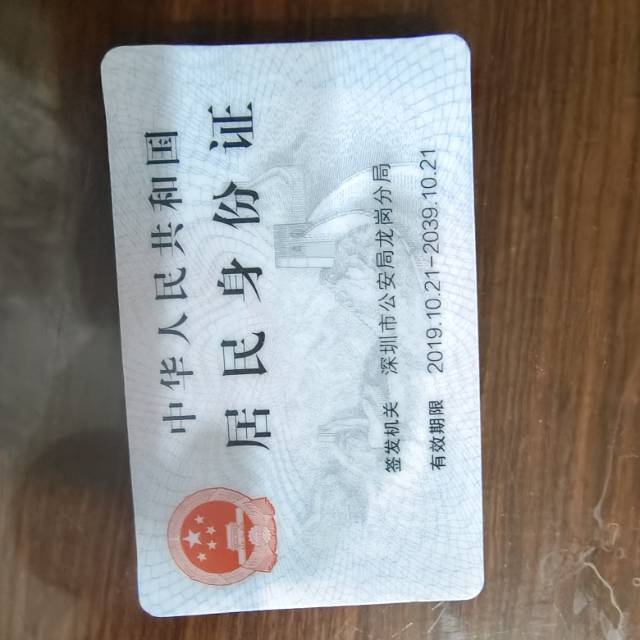 中华人民共和国
居民身份证
签发机关 深圳市公安局龙岗分局
有效期限 2019.10.21-2039.10.21